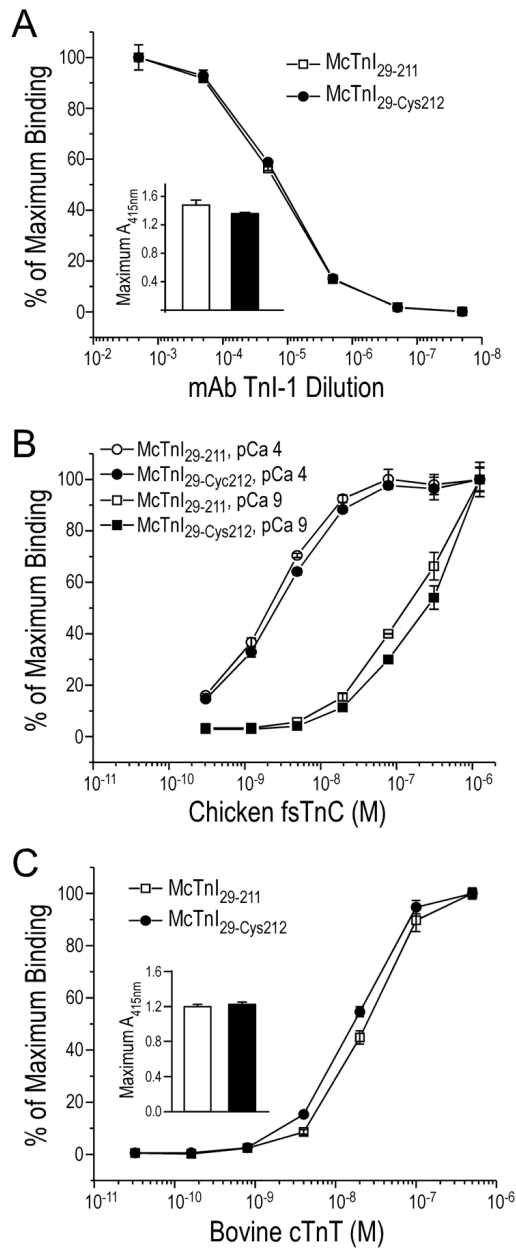 A
100
80
60
40
20
0
% of Maximum Binding
McTnI29-211
McTnI29-Cys212
1.6
1.2
0.8
0.4
Maximum A415nm
10-2
10-3
10-4
10-5
10-6
10-7
10-8
mAb TnI-1 Dilution
B
McTnI29-211, pCa 4
McTnI29-Cyc212, pCa 4
McTnI29-211, pCa 9
McTnI29-Cys212, pCa 9
100
80
60
40
20
0
% of Maximum Binding
10-11
10-10
10-9
10-8
10-7
10-6
Chicken fsTnC (M)
C
McTnI29-211
McTnI29-Cys212
100
80
60
40
20
0
% of Maximum Binding
1.6
1.2
0.8
0.4
0.0
Maximum A415nm
10-11
10-10
10-9
10-8
10-7
10-6
Bovine cTnT (M)